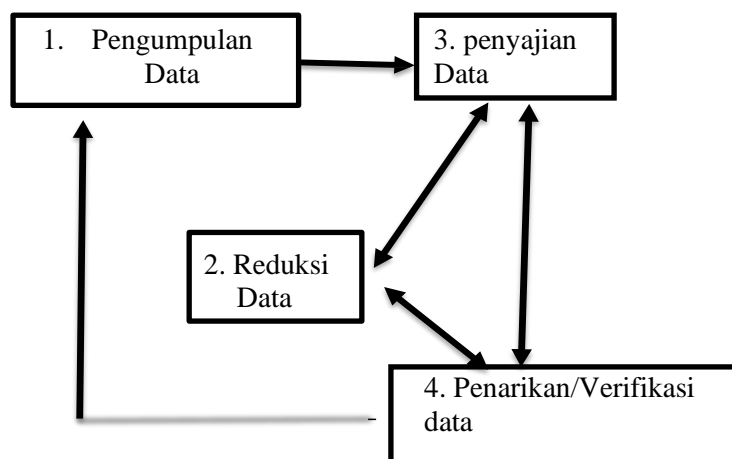 1. Pengumpulan
Data
3. penyajian
Data
2. Reduksi
Data
4. Penarikan/Verifikasi
data